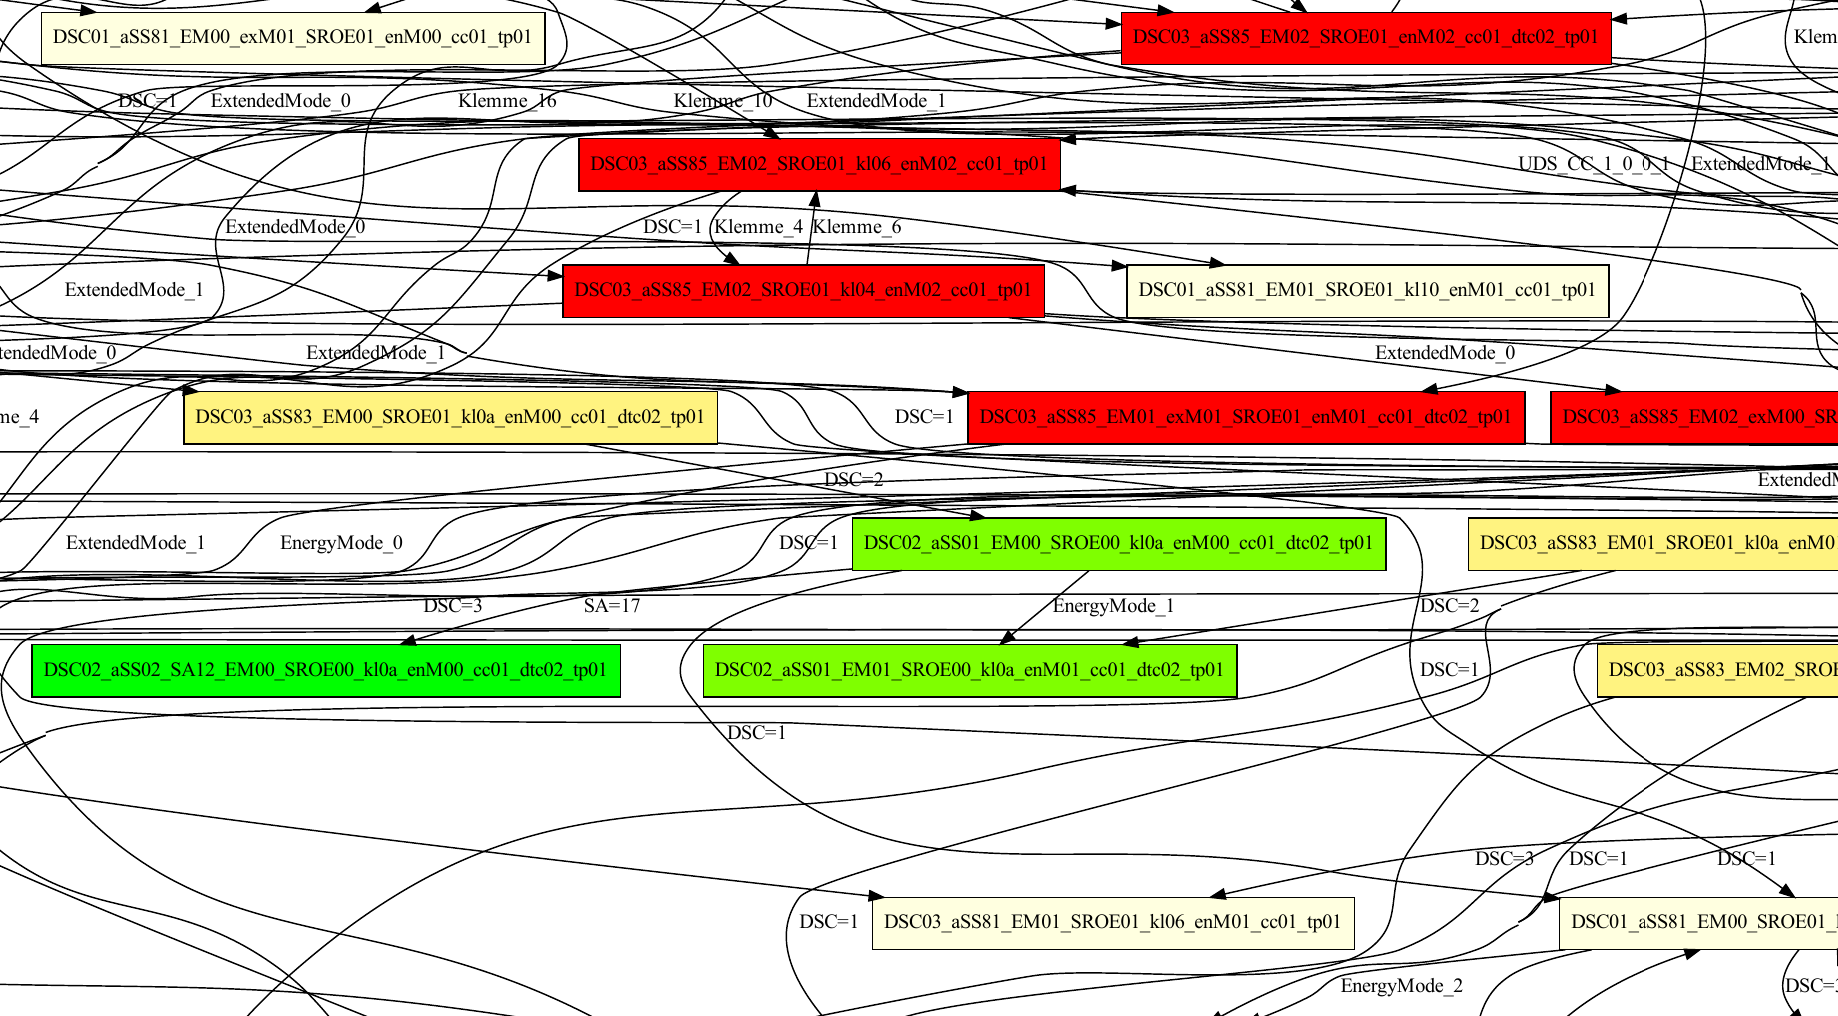 DSC01_aSS81_EM00_exM01_SROE01_enM00_cc01_tp01
DSC03_aSS85_EM02_SROE01_enM02_cc01_dtc02_tp01
Klem
DSC=1
ExtendedMode_0
Klemme_16
Klemme_10
ExtendedMode_1
DSC03_aSS85_EM02_SROE01_kl06_enM02_cc01_tp01
UDS_CC_1_0_0_1
ExtendedMode_1
ExtendedMode_0
DSC=1
Klemme_4
Klemme_6
ExtendedMode_1
DSC03_aSS85_EM02_SROE01_kl04_enM02_cc01_tp01
DSC01_aSS81_EM01_SROE01_kl10_enM01_cc01_tp01
tendedMode_0
ExtendedMode_1
ExtendedMode_0
me_4
DSC03_aSS83_EM00_SROE01_kl0a_enM00_cc01_dtc02_tp01
DSC=1
DSC03_aSS85_EM01_exM01_SROE01_enM01_cc01_dtc02_tp01
DSC03_aSS85_EM02_exM00_SR
DSC=2
ExtendedM
ExtendedMode_1
EnergyMode_0
DSC=1
DSC02_aSS01_EM00_SROE00_kl0a_enM00_cc01_dtc02_tp01
DSC03_aSS83_EM01_SROE01_kl0a_enM01
DSC=3
SA=17
EnergyMode_1
DSC=2
DSC02_aSS02_SA12_EM00_SROE00_kl0a_enM00_cc01_dtc02_tp01
DSC02_aSS01_EM01_SROE00_kl0a_enM01_cc01_dtc02_tp01
DSC=1
DSC03_aSS83_EM02_SROE
DSC=1
DSC=3
DSC=1
DSC=1
DSC=1
DSC03_aSS81_EM01_SROE01_kl06_enM01_cc01_tp01
DSC01_aSS81_EM00_SROE01_
EnergyMode_2
DSC=3